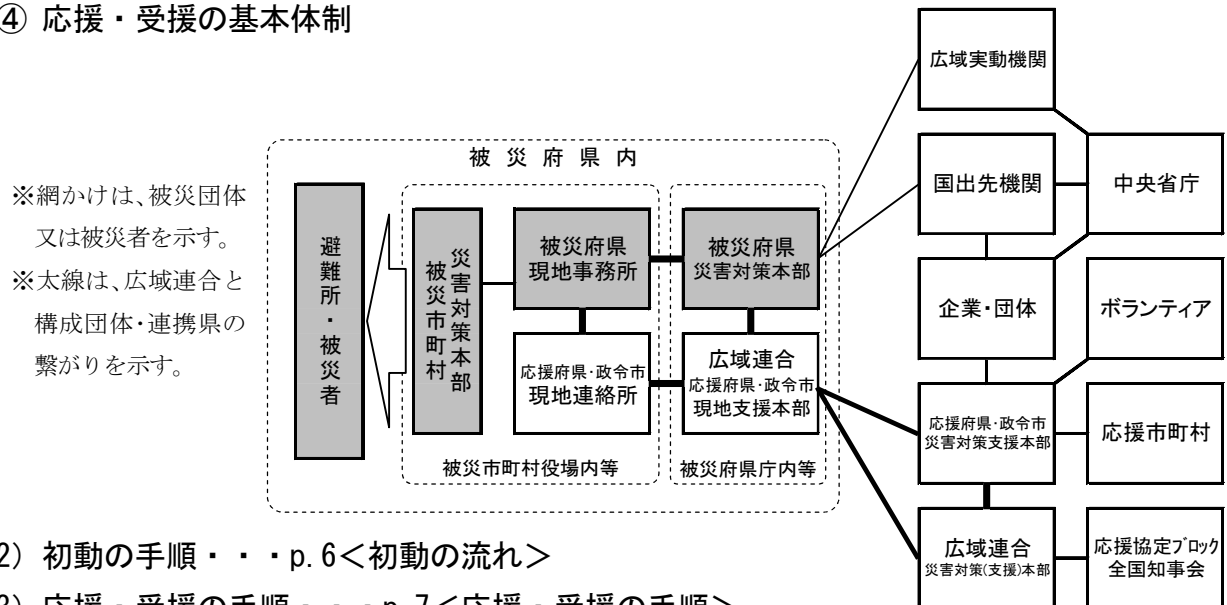 ④ 応援・受援の基本体制
※網かけは、被災団体
又は被災者を示す。
※太線は、広域連合と
構成団体・連携県の
繋がりを示す。
被災府県内
避難所・被災者
被災市町村
災害対策本部
被災府県
現地事務所
応援府県・政令市
現地連絡所
被災市町村役場内等
被災府県
災害対策本部
広域連合
応援府県・政令市
現地支援本部
被災府県庁内等
広域実動機関
国出先機関
中央省庁
企業・団体
ボランティア
応援府県・政令市
災害対策支援本部
応援市町村
広域連合
災害対策(支援)本部
応援協定ブロック
全国知事会
2) 初動の手順・・・p.6<初動の流れ>